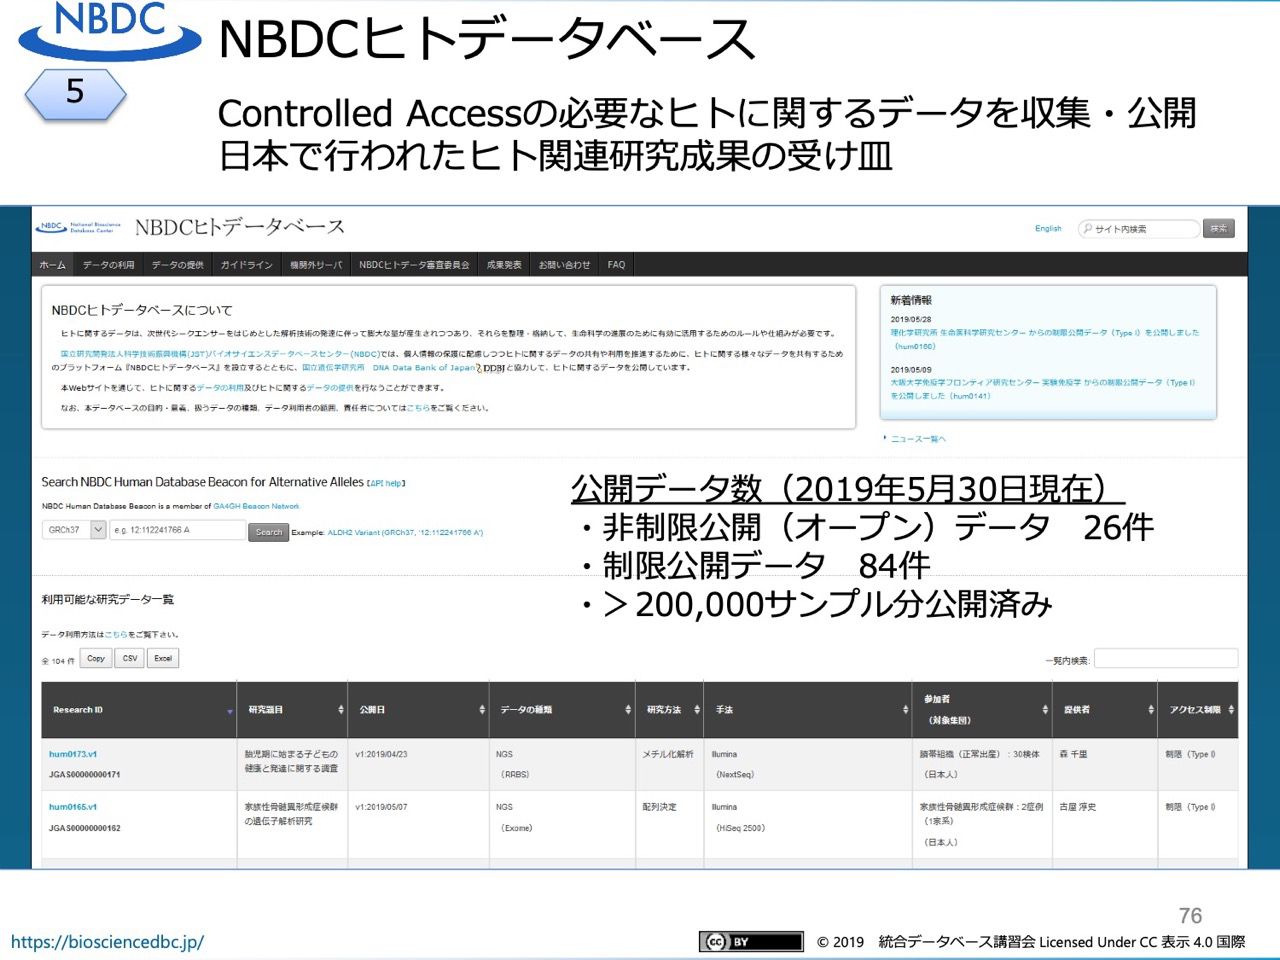 NBDC
NBDCヒトデータベース
5
Controlled Accessの必要なヒトに関するデータを収集・公開
日本で行われたヒト関連研究成果の受け皿
NBDC National Bioscience Database Center
NBDCヒトデータベース
English
サイト内検索
検索
ホーム データの利用 データの提供 ガイドライン 機関外サーバ NBDCヒトデータ審査委員会 成果発表 お問い合わせ FAQ
NBDCヒトデータベースについて
ヒトに関するデータは、次世代シークエンサーをはじめとした解析技術の発達に伴って膨大な量が産生されつつあり、それらを整理・格納して、生命科学の進展のために有効に活用するためのルールや仕組みが必要です。
国立研究開発法人科学技術振興機構(JST)バイオサイエンスデータベースセンター(NBDC)では、個人情報の保護に配慮しつつヒトに関するデータの共有や利用を推進するために、ヒトに関する様々なデータを共有するため
のプラットフォーム『NBDCヒトデータベース』を設立するとともに、国立遺伝学研究所 DNA Data Bank of Japan DDBJと協力して、ヒトに関するデータを公開しています。
本Webサイトを通じて、ヒトに関するデータの利用及びヒトに関するデータの提供を行なうことができます。
なお、本データベースの目的・意義、扱うデータの種類、データ利用者の範囲、責任者についてはこちらをご覧ください。
新着情報
2019/05/28
理化学研究所 生命医科学研究センター からの制限公開データ（Type I）を公開しました
（hum0160）
2019/05/09
大阪大学免疫学フロンティア研究センター 実験免疫学 からの制限公開データ（Type I）
を公開しました（hum0141）
ニュース一覧へ
Search NBDC Human Database Beacon for Alternative Alleles [API help]
NBDC Human Database Beacon is a member of GA4GH Beacon Network
GRCh37 e.g. 12:112241766 A Search Example: ALDH2 Variant (GRCh37, '12:112241766 A')
公開データ数（2019年5月30日現在）
・非制限公開（オープン）データ 26件
・制限公開データ 84件
・＞200,000サンプル分公開済み
利用可能な研究データ一覧
データ利用方法はこちらをご覧下さい。
全 104 件 Copy CSV Excel
一覧内検索:
Research ID 研究題目 公開日 データの種類 研究方法 手法 参加者 （対象集団） 提供者 アクセス制限
hum0173.v1
JGAS00000000171
胎児期に始まる子どもの
健康と発達に関する調査
v1:2019/04/23
NGS
（RRBS）
メチル化解析
Illumina
（NextSeq）
臍帯組織（正常出産）：30検体
（日本人）
森 千里
制限（Type I）
hum0165.v1
JGAS00000000162
家族性骨髄異形成症候群
の遺伝子解析研究
v1:2019/05/07
NGS
（Exome）
配列決定
Illumina
（HiSeq 2500）
家族性骨髄異形成症候群：2症例
（1家系）
（日本人）
古屋 淳史
制限（Type I）
76
https://biosciencedbc.jp/
CC BY
© 2019 統合データベース講習会 Licensed Under CC 表示 4.0 国際